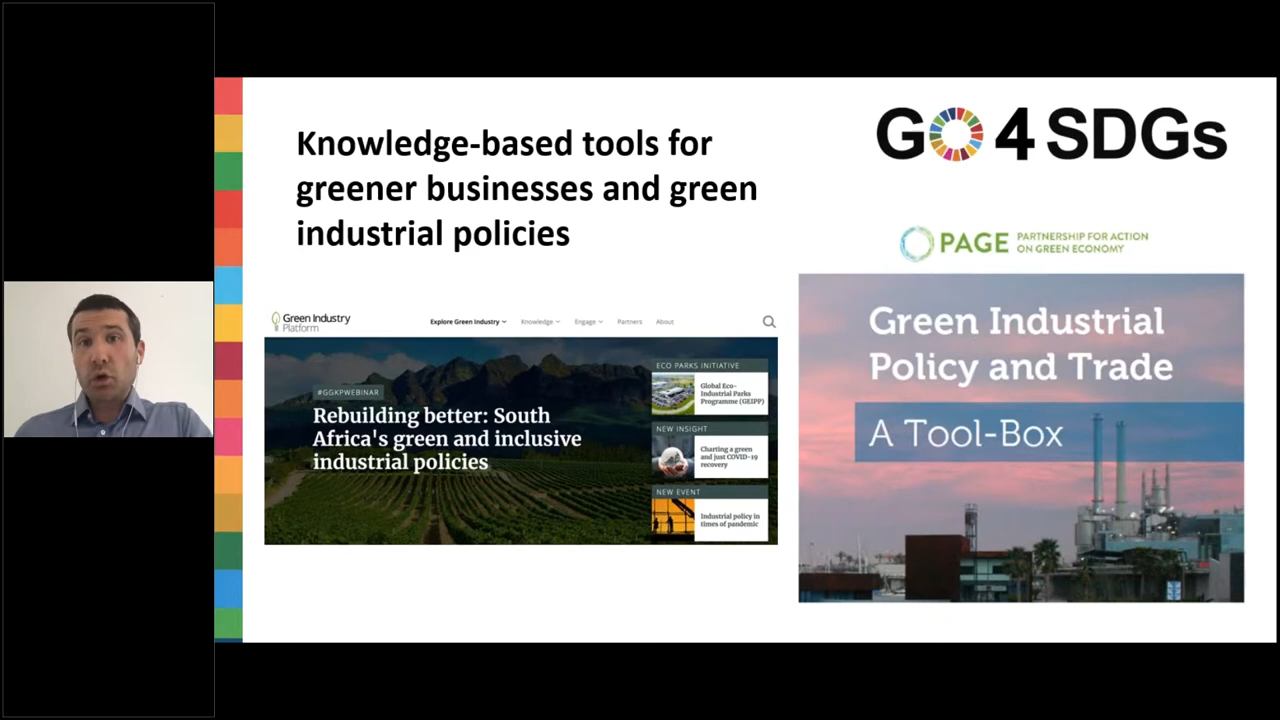 Knowledge-based tools for
greener businesses and green
industrial policies
GO 4 SDGs
PAGE PARTNERSHIP FOR ACTION
ON GREEN ECONOMY
Green Industry
Platform
Explore Green Industry Knowledge Engage Partners About
#GGKPWEBINAR
Rebuilding better: South
Africa's green and inclusive
industrial policies
ECO PARKS INITIATIVE
Global Eco-
Industrial Parks
Programme (GEIPP)
NEW INSIGHT
Charting a green
and just COVID-19
recovery
NEW EVENT
Industrial policy in
times of pandemic
Green Industrial
Policy and Trade
A Tool-Box